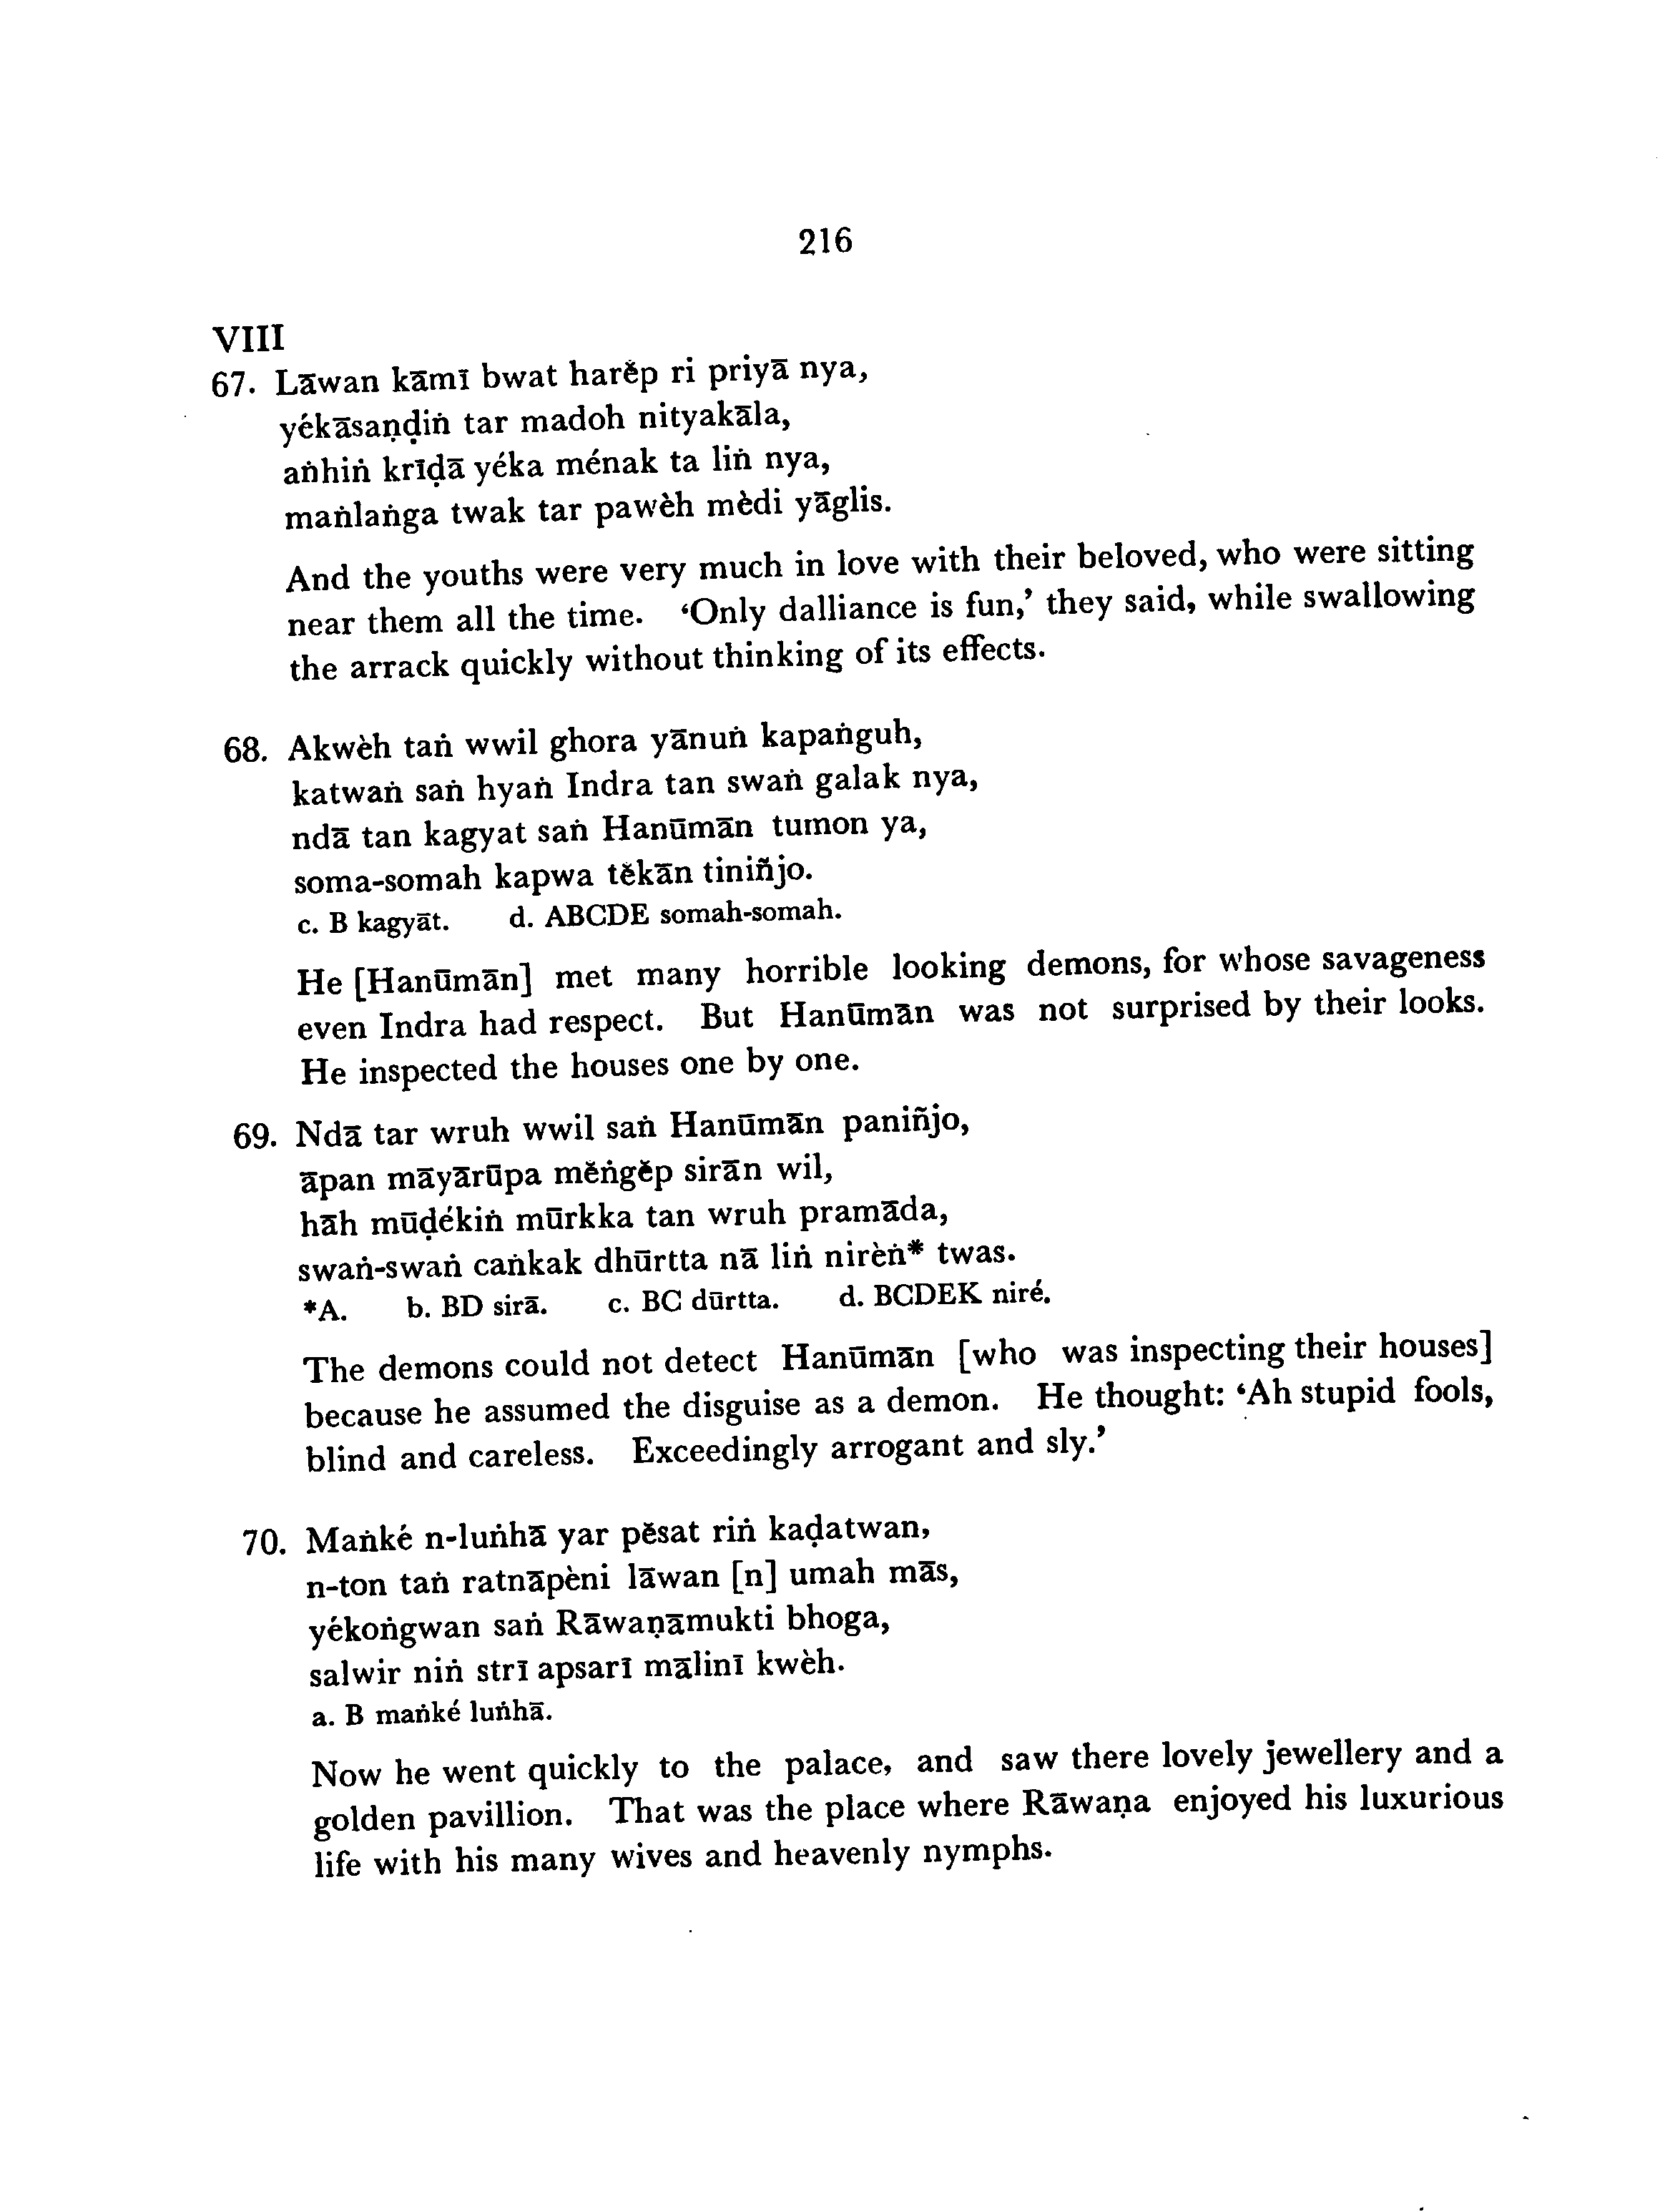 216
VIII
67. Lāwan kāmī bwat harĕp ri priyā nya,
yékāsaṇḍiṅ tar madoh nityakāla,
aṅhiṅ krīḍā yéka ménak ta liṅ nya,
maṅlaṅga twak tar pawèh mèdi yāglis.
And the youths were very much in love with their beloved, who were sitting
near them all the time. ‘Only dalliance is fun,’ they said, while swallowing
the arrack quickly without thinking of its effects.
68. Akwèh taṅ wwil ghora yānuṅ kapaṅguh,
katwaṅ saṅ hyaṅ Indra tan swaṅ galak nya,
ndā tan kagyat saṅ Hanūmān tumon ya,
soma-somah kapwa tĕkān tiniñjo.
c. B kagyāt. d. ABCDE somah-somah.
He [Hanūmān] met many horrible looking demons, for whose savageness
even Indra had respect. But Hanūmān was not surprised by their looks.
He inspected the houses one by one.
69. Ndā tar wruh wwil saṅ Hanūmān paniñjo,
āpan māyārūpa mĕṅgĕp sirān wil,
hāh mūḍékiṅ mūrkka tan wruh pramāda,
swaṅ-swaṅ caṅkak dhūrtta nā liṅ nirèṅ* twas.
*A. b. BD sirā. c. BC dūrtta. d. BCDEK niré.
The demons could not detect Hanūmān [who was inspecting their houses]
because he assumed the disguise as a demon. He thought: ‘Ah stupid fools,
blind and careless. Exceedingly arrogant and sly.’
70. Maṅké n-luṅhā yar pĕsat riṅ kaḍatwan,
n-ton taṅ ratnāpèni lāwan [n] umah mās,
yékoṅgwan saṅ Rāwaṇāmukti bhoga,
salwir niṅ strī apsarī mālinī kwèh.
a. B maṅké luṅhā.
Now he went quickly to the palace, and saw there lovely jewellery and a
golden pavillion. That was the place where Rāwaṇa enjoyed his luxurious
life with his many wives and heavenly nymphs.